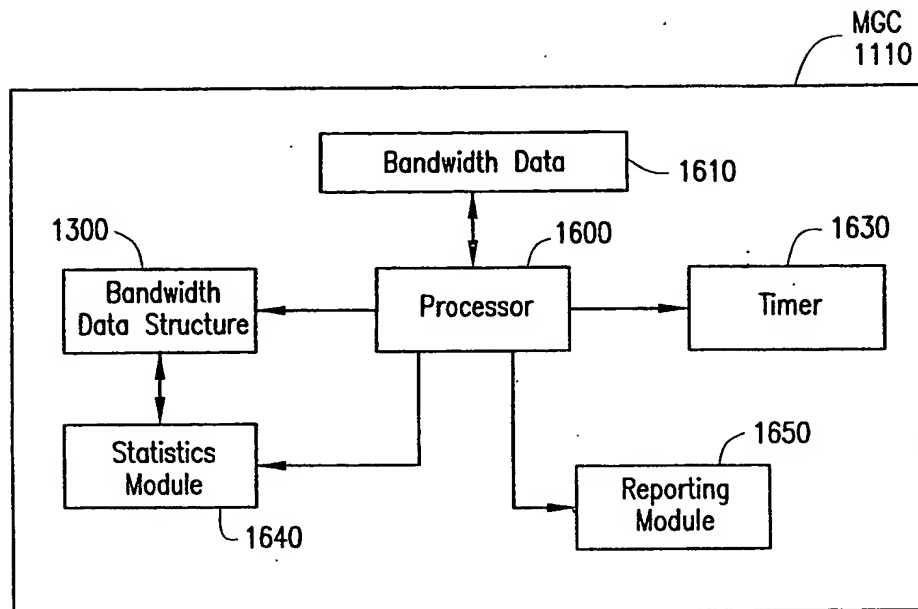 MGC
1110
Bandwidth Data
1610
1300
1600
1630
Bandwidth
Data Structure
Processor
Timer
Statistics
Module
1640
1650
Reporting
Module